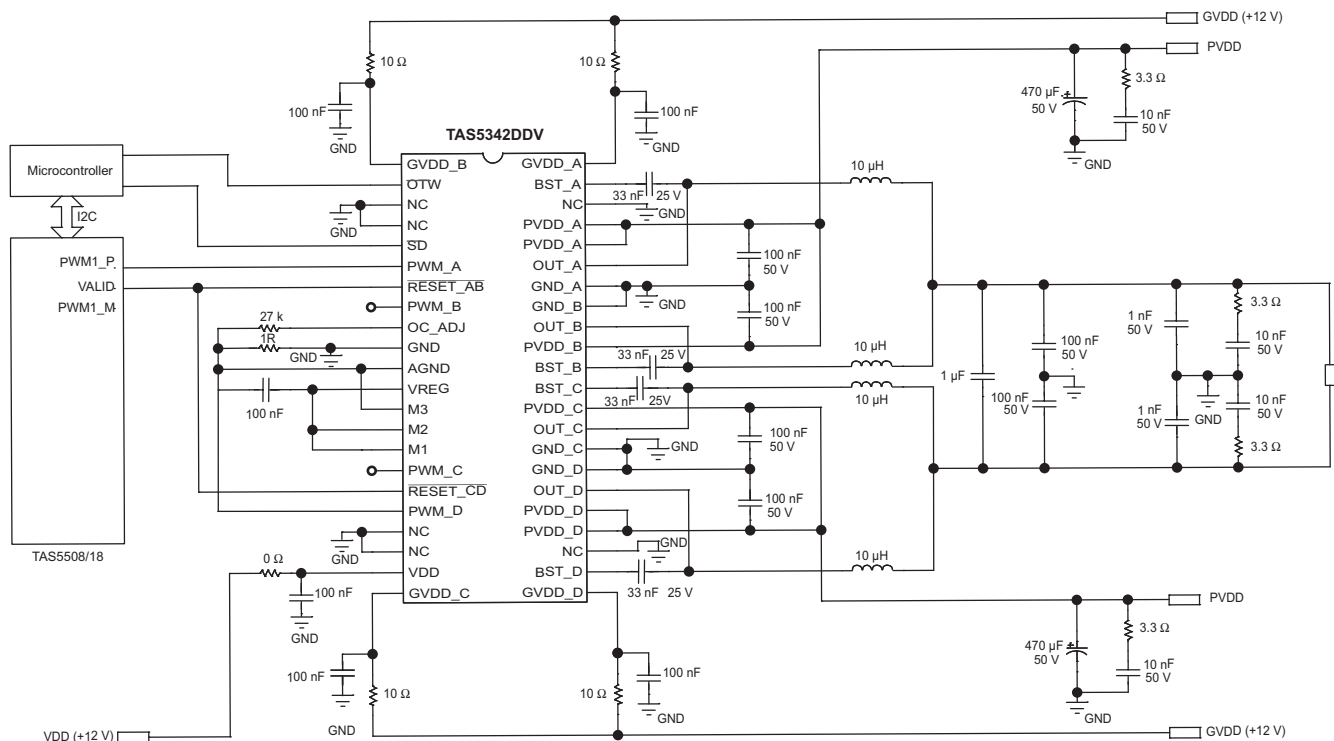 GVDD (+12 V)
PVDD
10 Ω
10 Ω
3.3 Ω
470 µF
50 V
10 nF
50 V
100 nF
100 nF
GND
GND
GND
TAS5342DDV
Microcontroller
I2C
PWM1_P
VALID
PWM1_M
TAS5508/18
GVDD_B
OTW
NC
NC
SD
PWM_A
RESET_AB
PWM_B
OC_ADJ
GND
AGND
VREG
M3
M2
M1
PWM_C
RESET_CD
PWM_D
NC
NC
VDD
GVDD_C
GVDD_A
BST_A
NC
PVDD_A
PVDD_A
OUT_A
GND_A
GND_B
OUT_B
PVDD_B
BST_B
BST_C
PVDD_C
OUT_C
GND_C
GND_D
OUT_D
PVDD_D
PVDD_D
NC
BST_D
GVDD_D
GND
27 k
1R
GND
100 nF
GND
0 Ω
100 nF
GND
33 nF 25 V
GND
10 µH
100 nF
50 V
GND
100 nF
50 V
33 nF 25 V
10 µH
33 nF 25V
10 µH
GND
100 nF
50 V
100 nF
50 V
GND
33 nF 25 V
10 µH
1 µF
100 nF
50 V
100 nF
50 V
1 nF
50 V
GND
1 nF
50 V
3.3 Ω
10 nF
50 V
10 nF
50 V
3.3 Ω
PVDD
3.3 Ω
470 µF
50 V
10 nF
50 V
GND
100 nF
10 Ω
GND
100 nF
10 Ω
GND
VDD (+12 V)
GVDD (+12 V)